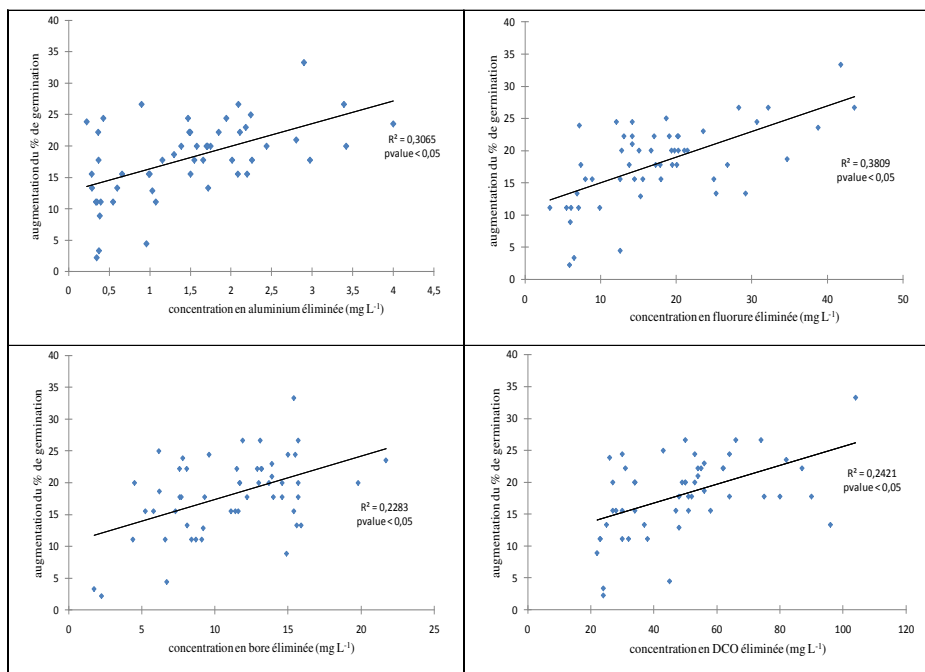 40
35
30
25
20
15
10
5
0
augmentation du % de germination
R² = 0,3065
pvalue < 0,05
0 0,5 1 1,5 2 2,5 3 3,5 4 4,5
concentration en aluminium éliminée (mg L⁻¹)
40
35
30
25
20
15
10
5
0
augmentation du % de germination
R² = 0,3809
pvalue < 0,05
0 10 20 30 40 50
concentration en fluorure éliminée (mg L⁻¹)
40
35
30
25
20
15
10
5
0
augmentation du % de germination
R² = 0,2283
pvalue < 0,05
0 5 10 15 20 25
concentration en bore éliminée (mg L⁻¹)
40
35
30
25
20
15
10
5
0
augmentation du % de germination
R² = 0,2421
pvalue < 0,05
0 20 40 60 80 100 120
concentration en DCO éliminée (mg L⁻¹)